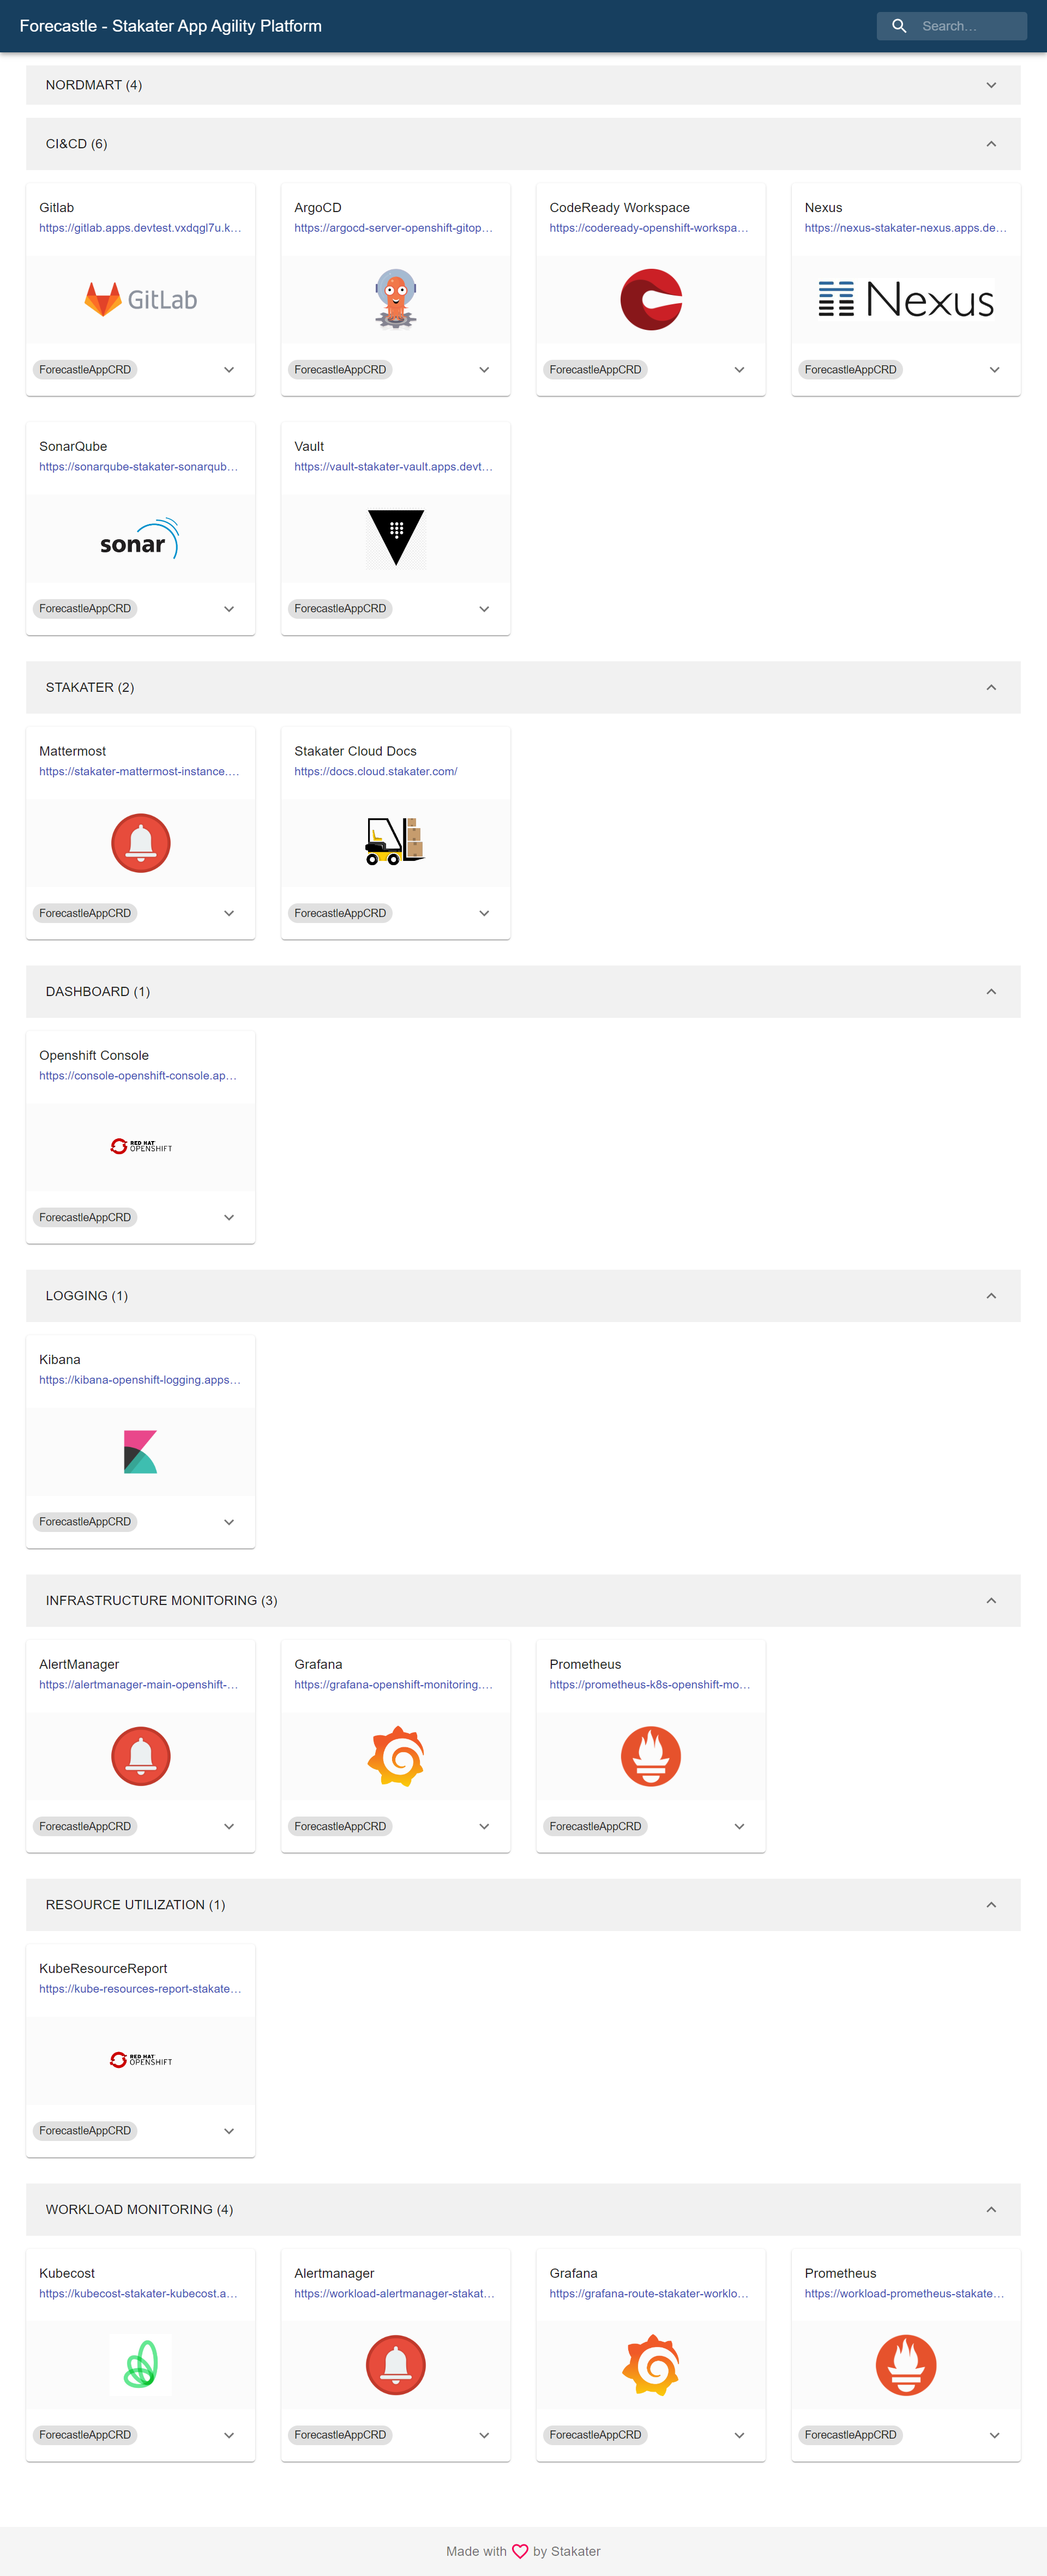 Forecastle - Stakater App Agility Platform
Search…
NORDMART (4)
CI&CD (6)
Gitlab
https://gitlab.apps.devtest.vxdqgl7u.k…
GitLab
ForecastleAppCRD
ArgoCD
https://argocd-server-openshift-gitop…
ForecastleAppCRD
CodeReady Workspace
https://codeready-openshift-workspa…
ForecastleAppCRD
Nexus
https://nexus-stakater-nexus.apps.de…
Nexus
ForecastleAppCRD
SonarQube
https://sonarqube-stakater-sonarqub…
sonar
ForecastleAppCRD
Vault
https://vault-stakater-vault.apps.devt…
ForecastleAppCRD
STAKATER (2)
Mattermost
https://stakater-mattermost-instance.…
ForecastleAppCRD
Stakater Cloud Docs
https://docs.cloud.stakater.com/
ForecastleAppCRD
DASHBOARD (1)
Openshift Console
https://console-openshift-console.ap…
RED HAT
OPENSHIFT
ForecastleAppCRD
LOGGING (1)
Kibana
https://kibana-openshift-logging.apps…
ForecastleAppCRD
INFRASTRUCTURE MONITORING (3)
AlertManager
https://alertmanager-main-openshift-…
ForecastleAppCRD
Grafana
https://grafana-openshift-monitoring.…
ForecastleAppCRD
Prometheus
https://prometheus-k8s-openshift-mo…
ForecastleAppCRD
RESOURCE UTILIZATION (1)
KubeResourceReport
https://kube-resources-report-stakate…
RED HAT
OPENSHIFT
ForecastleAppCRD
WORKLOAD MONITORING (4)
Kubecost
https://kubecost-stakater-kubecost.a…
ForecastleAppCRD
Alertmanager
https://workload-alertmanager-stakat…
ForecastleAppCRD
Grafana
https://grafana-route-stakater-worklo…
ForecastleAppCRD
Prometheus
https://workload-prometheus-stakate…
ForecastleAppCRD
Made with ♡ by Stakater